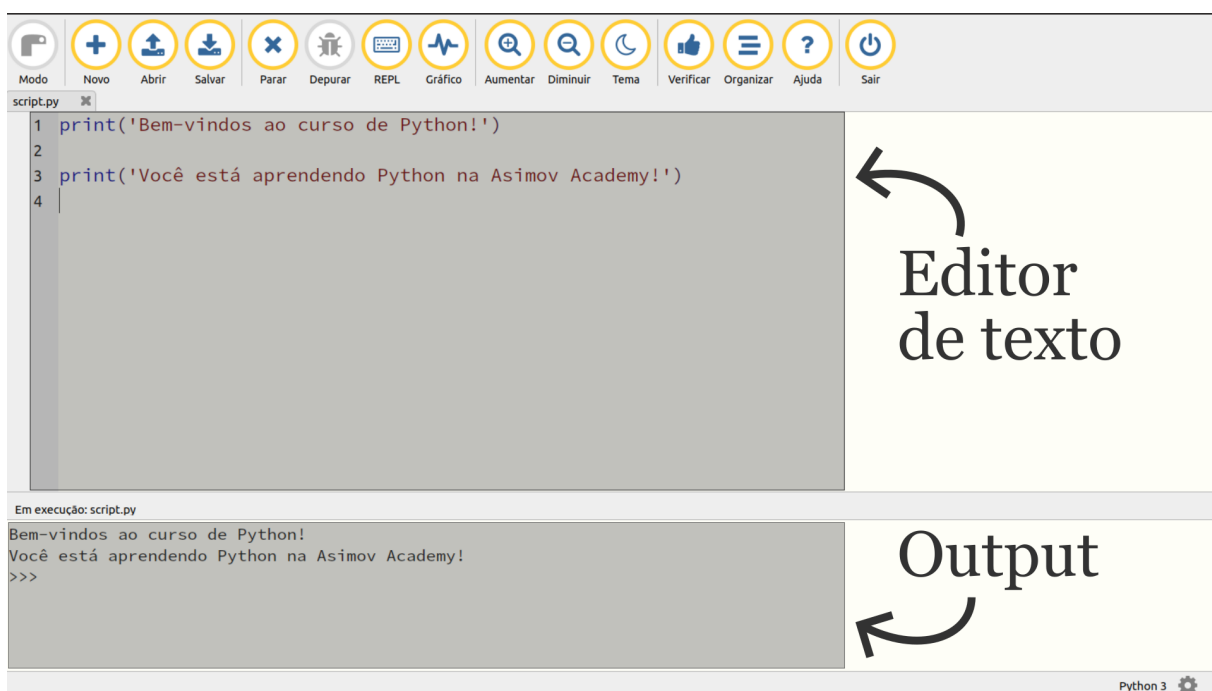 Modo Novo Abrir Salvar Parar Depurar REPL Gráfico Aumentar Diminuir Tema Verificar Organizar Ajuda Sair
script.py
1 print('Bem-vindos ao curso de Python!')
2
3 print('Você está aprendendo Python na Asimov Academy!')
4
Editor
de texto
Em execução: script.py
Bem-vindos ao curso de Python!
Você está aprendendo Python na Asimov Academy!
>>>
Output
Python 3